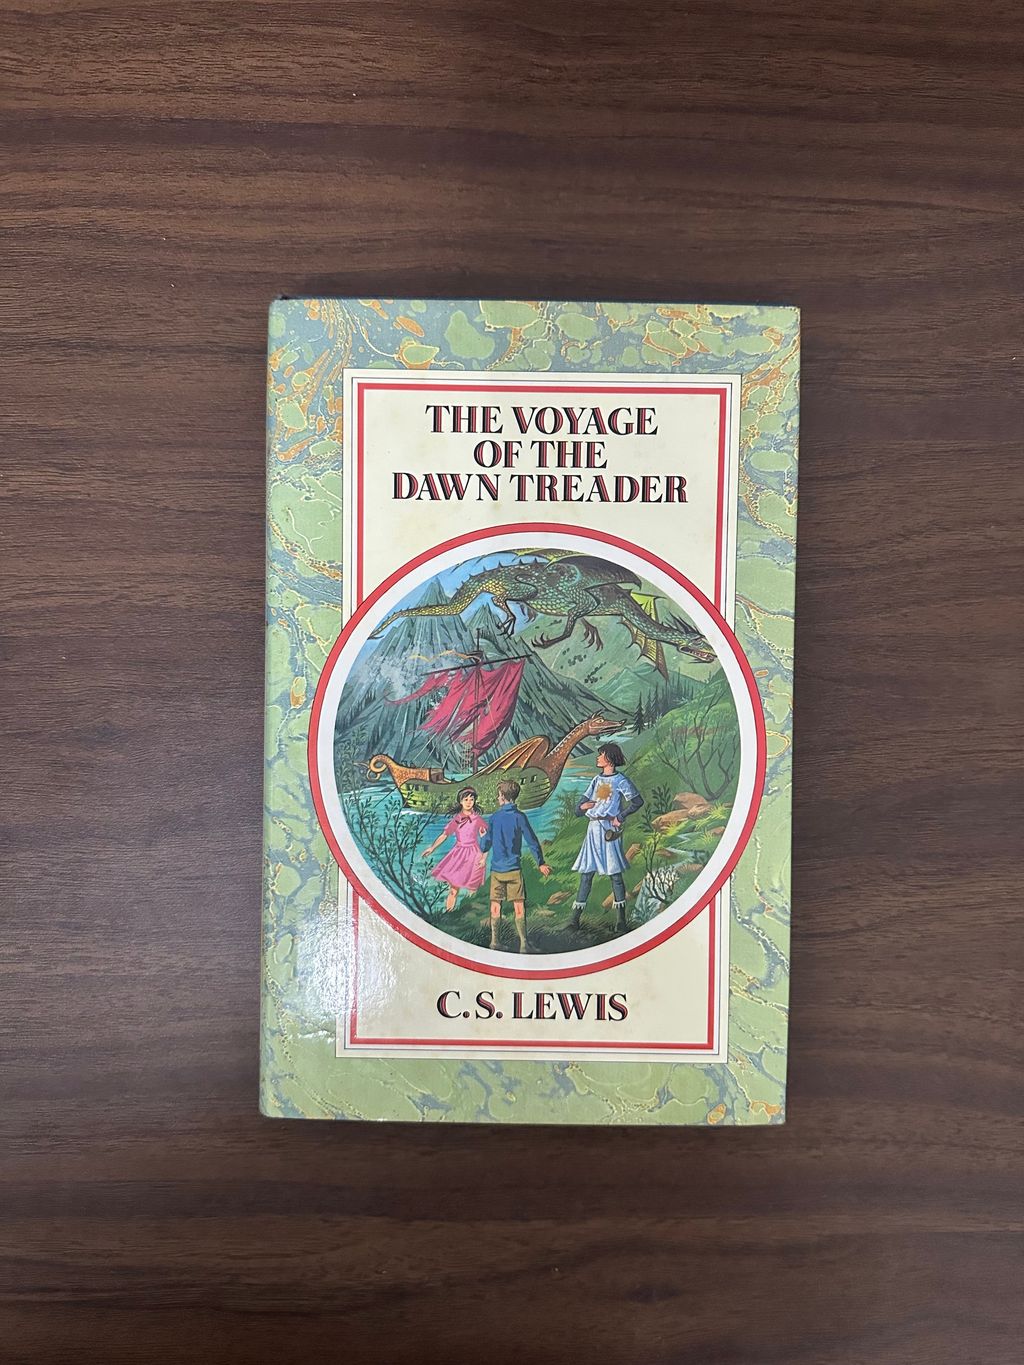 THE VOYAGE
OF THE
DAWN TREADER
C.S. LEWIS